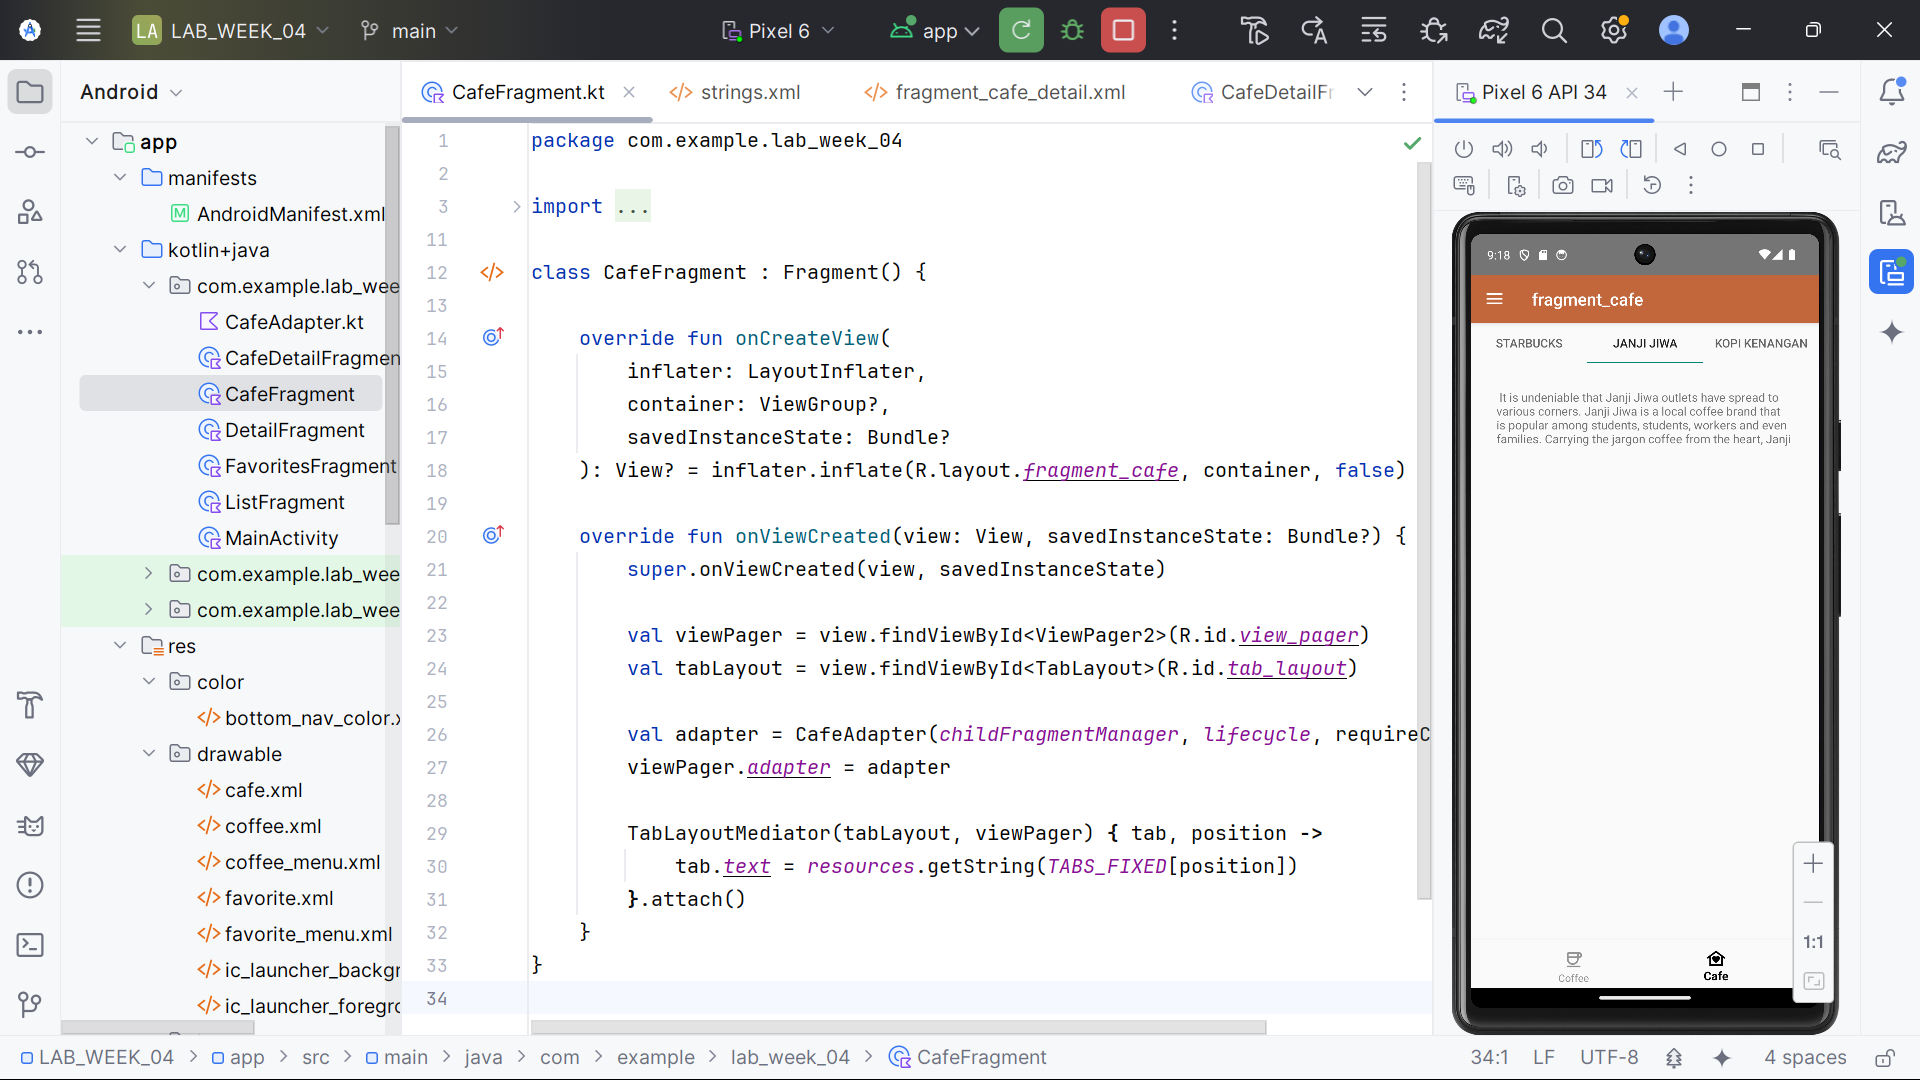 LA LAB_WEEK_04 main Pixel 6 app
Android
app
manifests
M AndroidManifest.xml
kotlin+java
com.example.lab_wee
CafeAdapter.kt
CafeDetailFragmen
CafeFragment
DetailFragment
FavoritesFragment
ListFragment
MainActivity
com.example.lab_wee
com.example.lab_wee
res
color
bottom_nav_color.x
drawable
cafe.xml
coffee.xml
coffee_menu.xml
favorite.xml
favorite_menu.xml
ic_launcher_backgr
ic_launcher_foregro
CafeFragment.kt strings.xml fragment_cafe_detail.xml CafeDetailFr
1 package com.example.lab_week_04
2
3 import ...
11
12 class CafeFragment : Fragment() {
13
14 override fun onCreateView(
15 inflater: LayoutInflater,
16 container: ViewGroup?,
17 savedInstanceState: Bundle?
18 ): View? = inflater.inflate(R.layout.fragment_cafe, container, false)
19
20 override fun onViewCreated(view: View, savedInstanceState: Bundle?) {
21 super.onViewCreated(view, savedInstanceState)
22
23 val viewPager = view.findViewById<ViewPager2>(R.id.view_pager)
24 val tabLayout = view.findViewById<TabLayout>(R.id.tab_layout)
25
26 val adapter = CafeAdapter(childFragmentManager, lifecycle, requireC
27 viewPager.adapter = adapter
28
29 TabLayoutMediator(tabLayout, viewPager) { tab, position ->
30 tab.text = resources.getString(TABS_FIXED[position])
31 }.attach()
32 }
33 }
34
Pixel 6 API 34
9:18
fragment_cafe
STARBUCKS JANJI JIWA KOPI KENANGAN
It is undeniable that Janji Jiwa outlets have spread to
various corners. Janji Jiwa is a local coffee brand that
is popular among students, students, workers and even
families. Carrying the jargon coffee from the heart, Janji
Coffee Cafe
1:1
LAB_WEEK_04 > app > src > main > java > com > example > lab_week_04 > CafeFragment
34:1 LF UTF-8 4 spaces